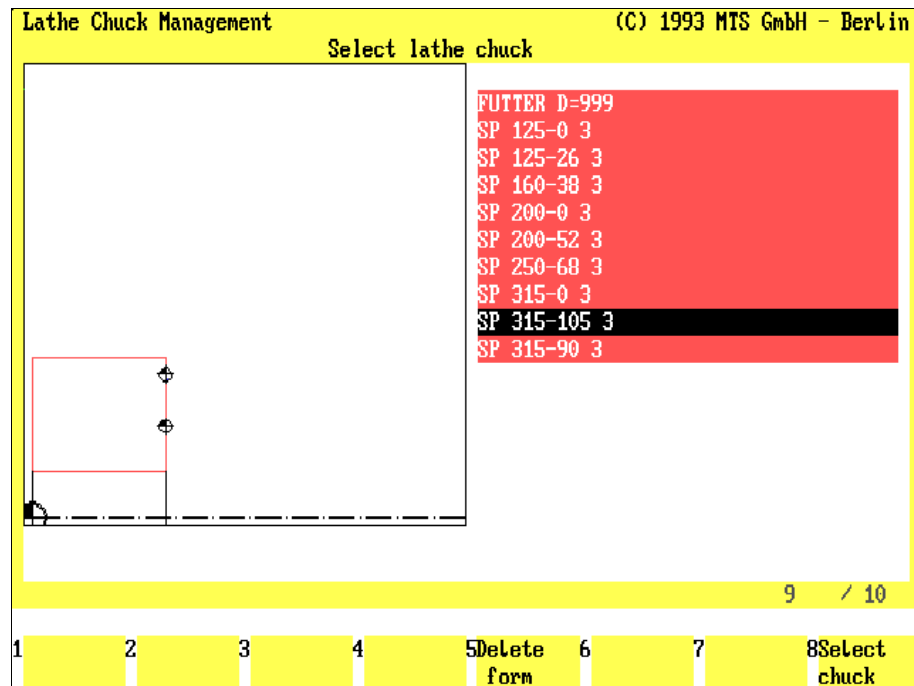 Lathe Chuck Management (C) 1993 MTS GmbH - Berlin
Select lathe chuck
FUTTER D=999
SP 125-0 3
SP 125-26 3
SP 160-38 3
SP 200-0 3
SP 200-52 3
SP 250-68 3
SP 315-0 3
SP 315-105 3
SP 315-90 3
9 / 10
1 2 3 4 5Delete 6 7 8Select
form chuck